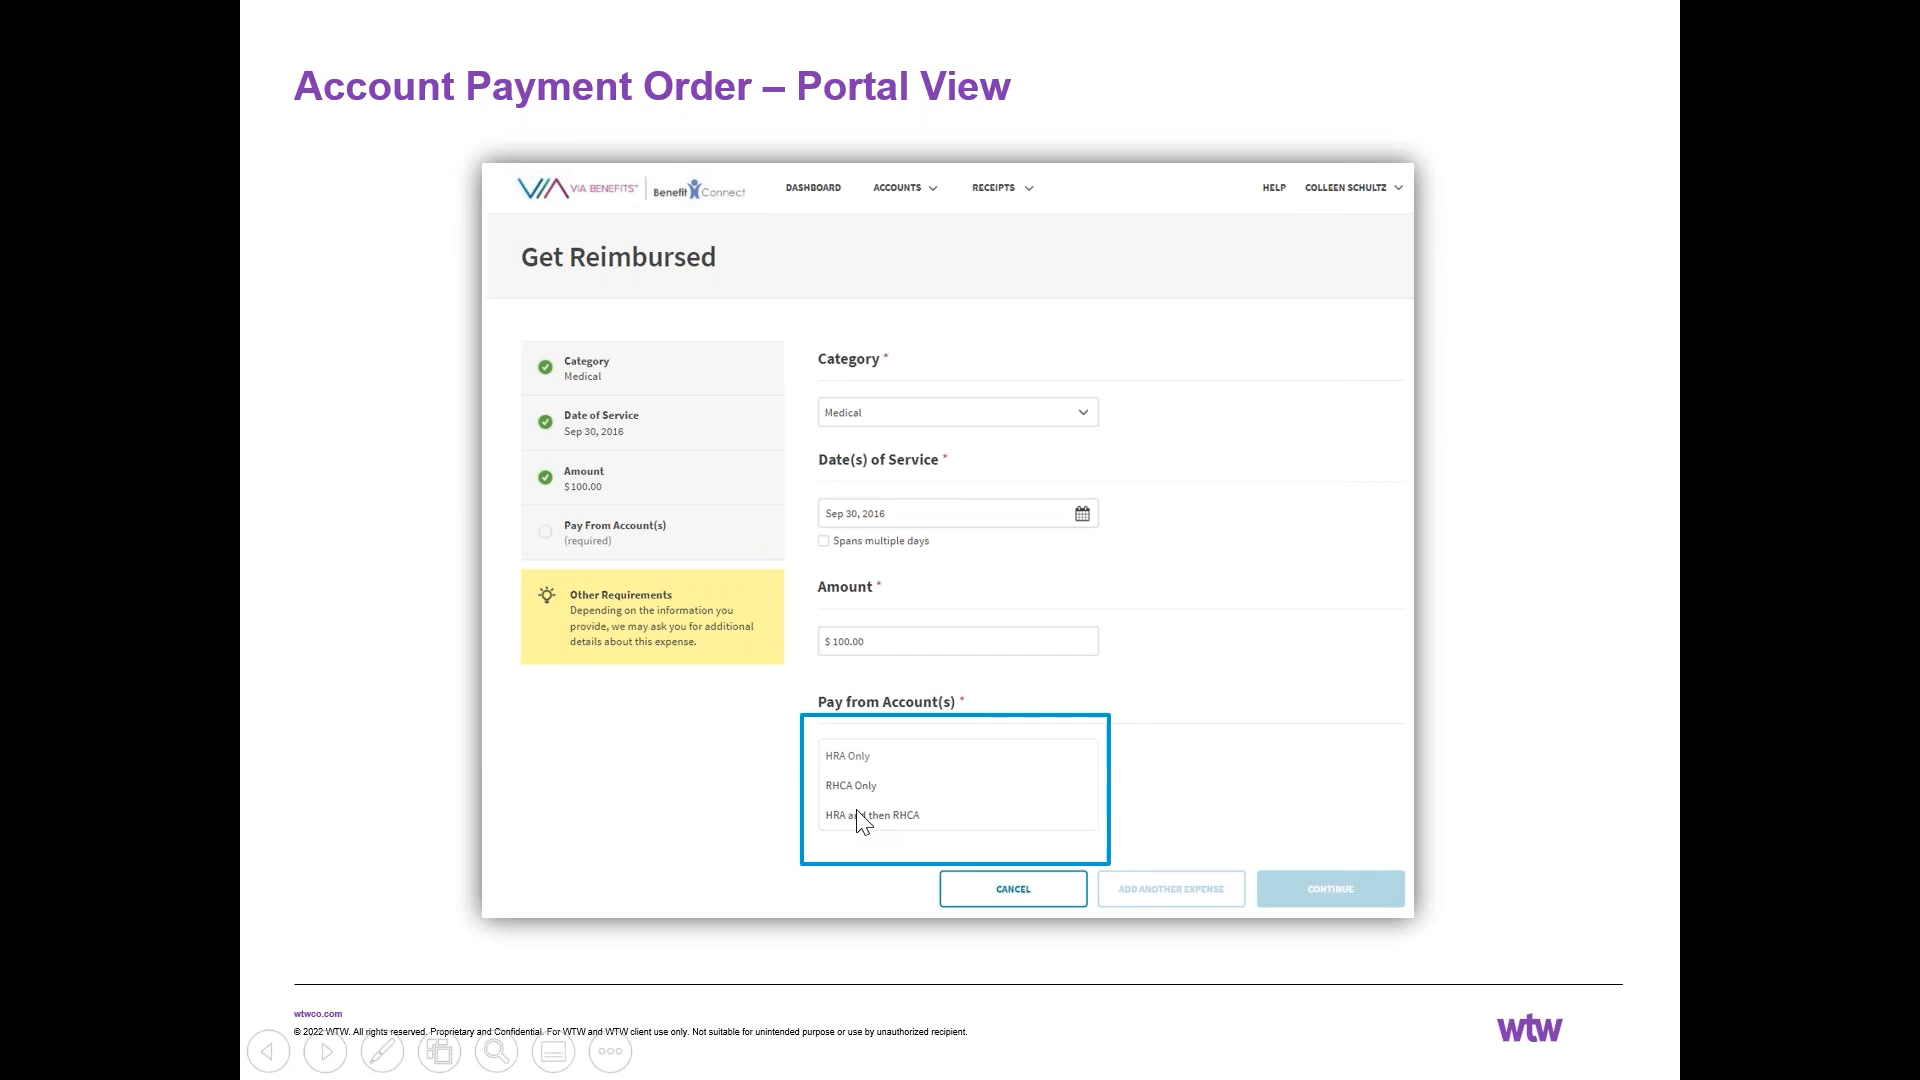 Account Payment Order – Portal View
VIA BENEFITS™ Benefit Connect DASHBOARD ACCOUNTS RECEIPTS HELP COLLEEN SCHULTZ
Get Reimbursed
Category
Medical
Date of Service
Sep 30, 2016
Amount
$100.00
Pay From Account(s)
(required)
Other Requirements
Depending on the information you
provide, we may ask you for additional
details about this expense.
Category *
Medical
Date(s) of Service *
Sep 30, 2016
Spans multiple days
Amount *
$ 100.00
Pay from Account(s) *
HRA Only
RHCA Only
HRA and then RHCA
CANCEL ADD ANOTHER EXPENSE CONTINUE
wtwco.com
© 2022 WTW. All rights reserved. Proprietary and Confidential. For WTW and WTW client use only. Not suitable for unintended purpose or use by unauthorized recipient.
wtw